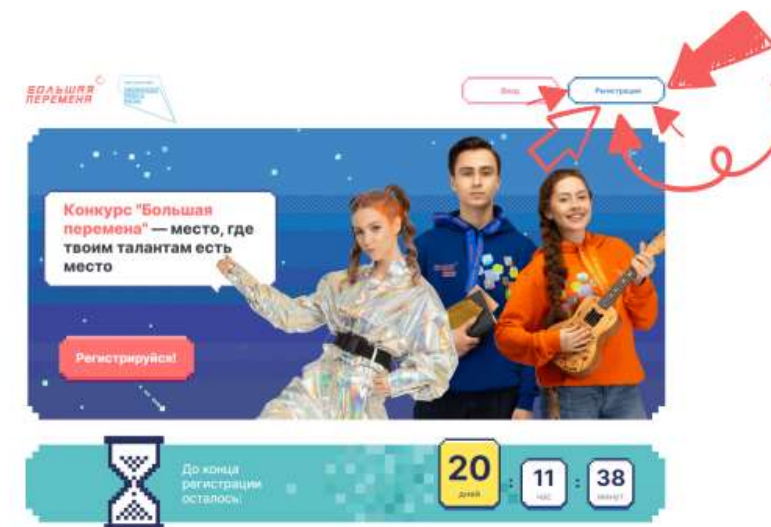 БОЛЬШАЯ
ПЕРЕМЕНА
Вход
Регистрация
Конкурс "Большая
перемена" — место, где
твоим талантам есть
место
Регистрируйся!
До конца
регистрации
осталось:
20 : 11 : 38
дней час минут